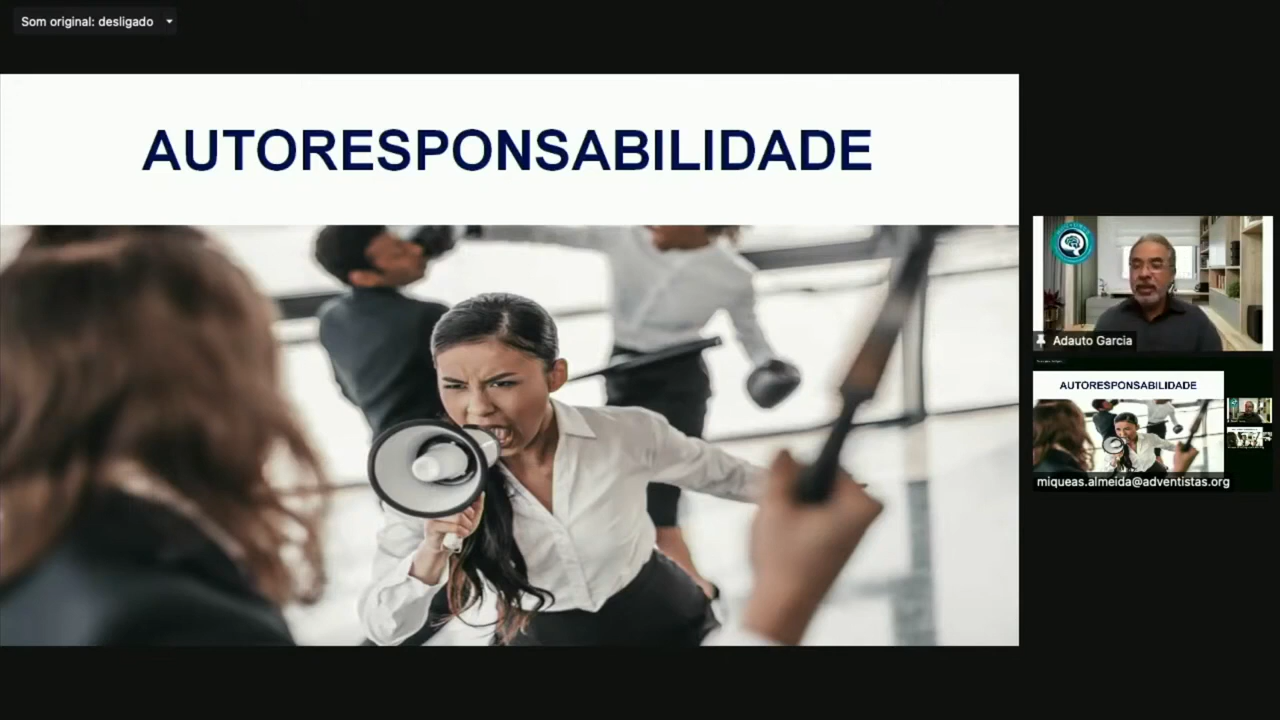 Som original: desligado
AUTORESPONSABILIDADE
Adauto Garcia
AUTORESPONSABILIDADE
miqueas.almeida@adventistas.org